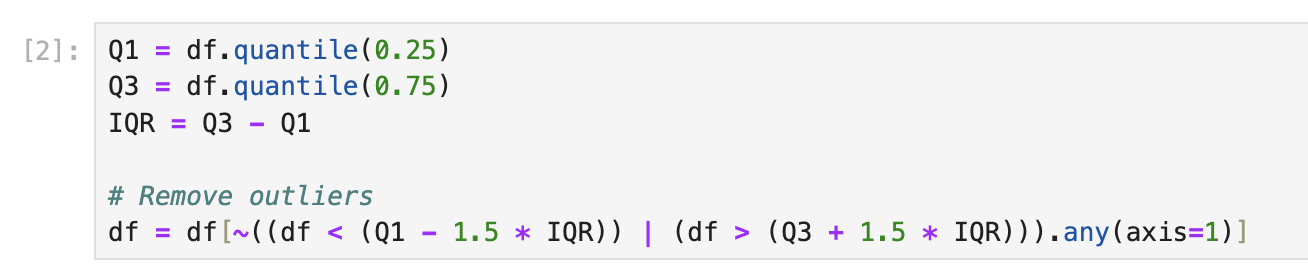 [2]: Q1 = df.quantile(0.25)
Q3 = df.quantile(0.75)
IQR = Q3 - Q1
# Remove outliers
df = df[~((df < (Q1 - 1.5 * IQR)) | (df > (Q3 + 1.5 * IQR))).any(axis=1)]